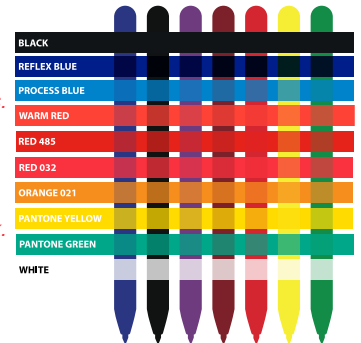 BLACK
REFLEX BLUE
PROCESS BLUE
WARM RED
RED 485
RED 032
ORANGE 021
PANTONE YELLOW
PANTONE GREEN
WHITE